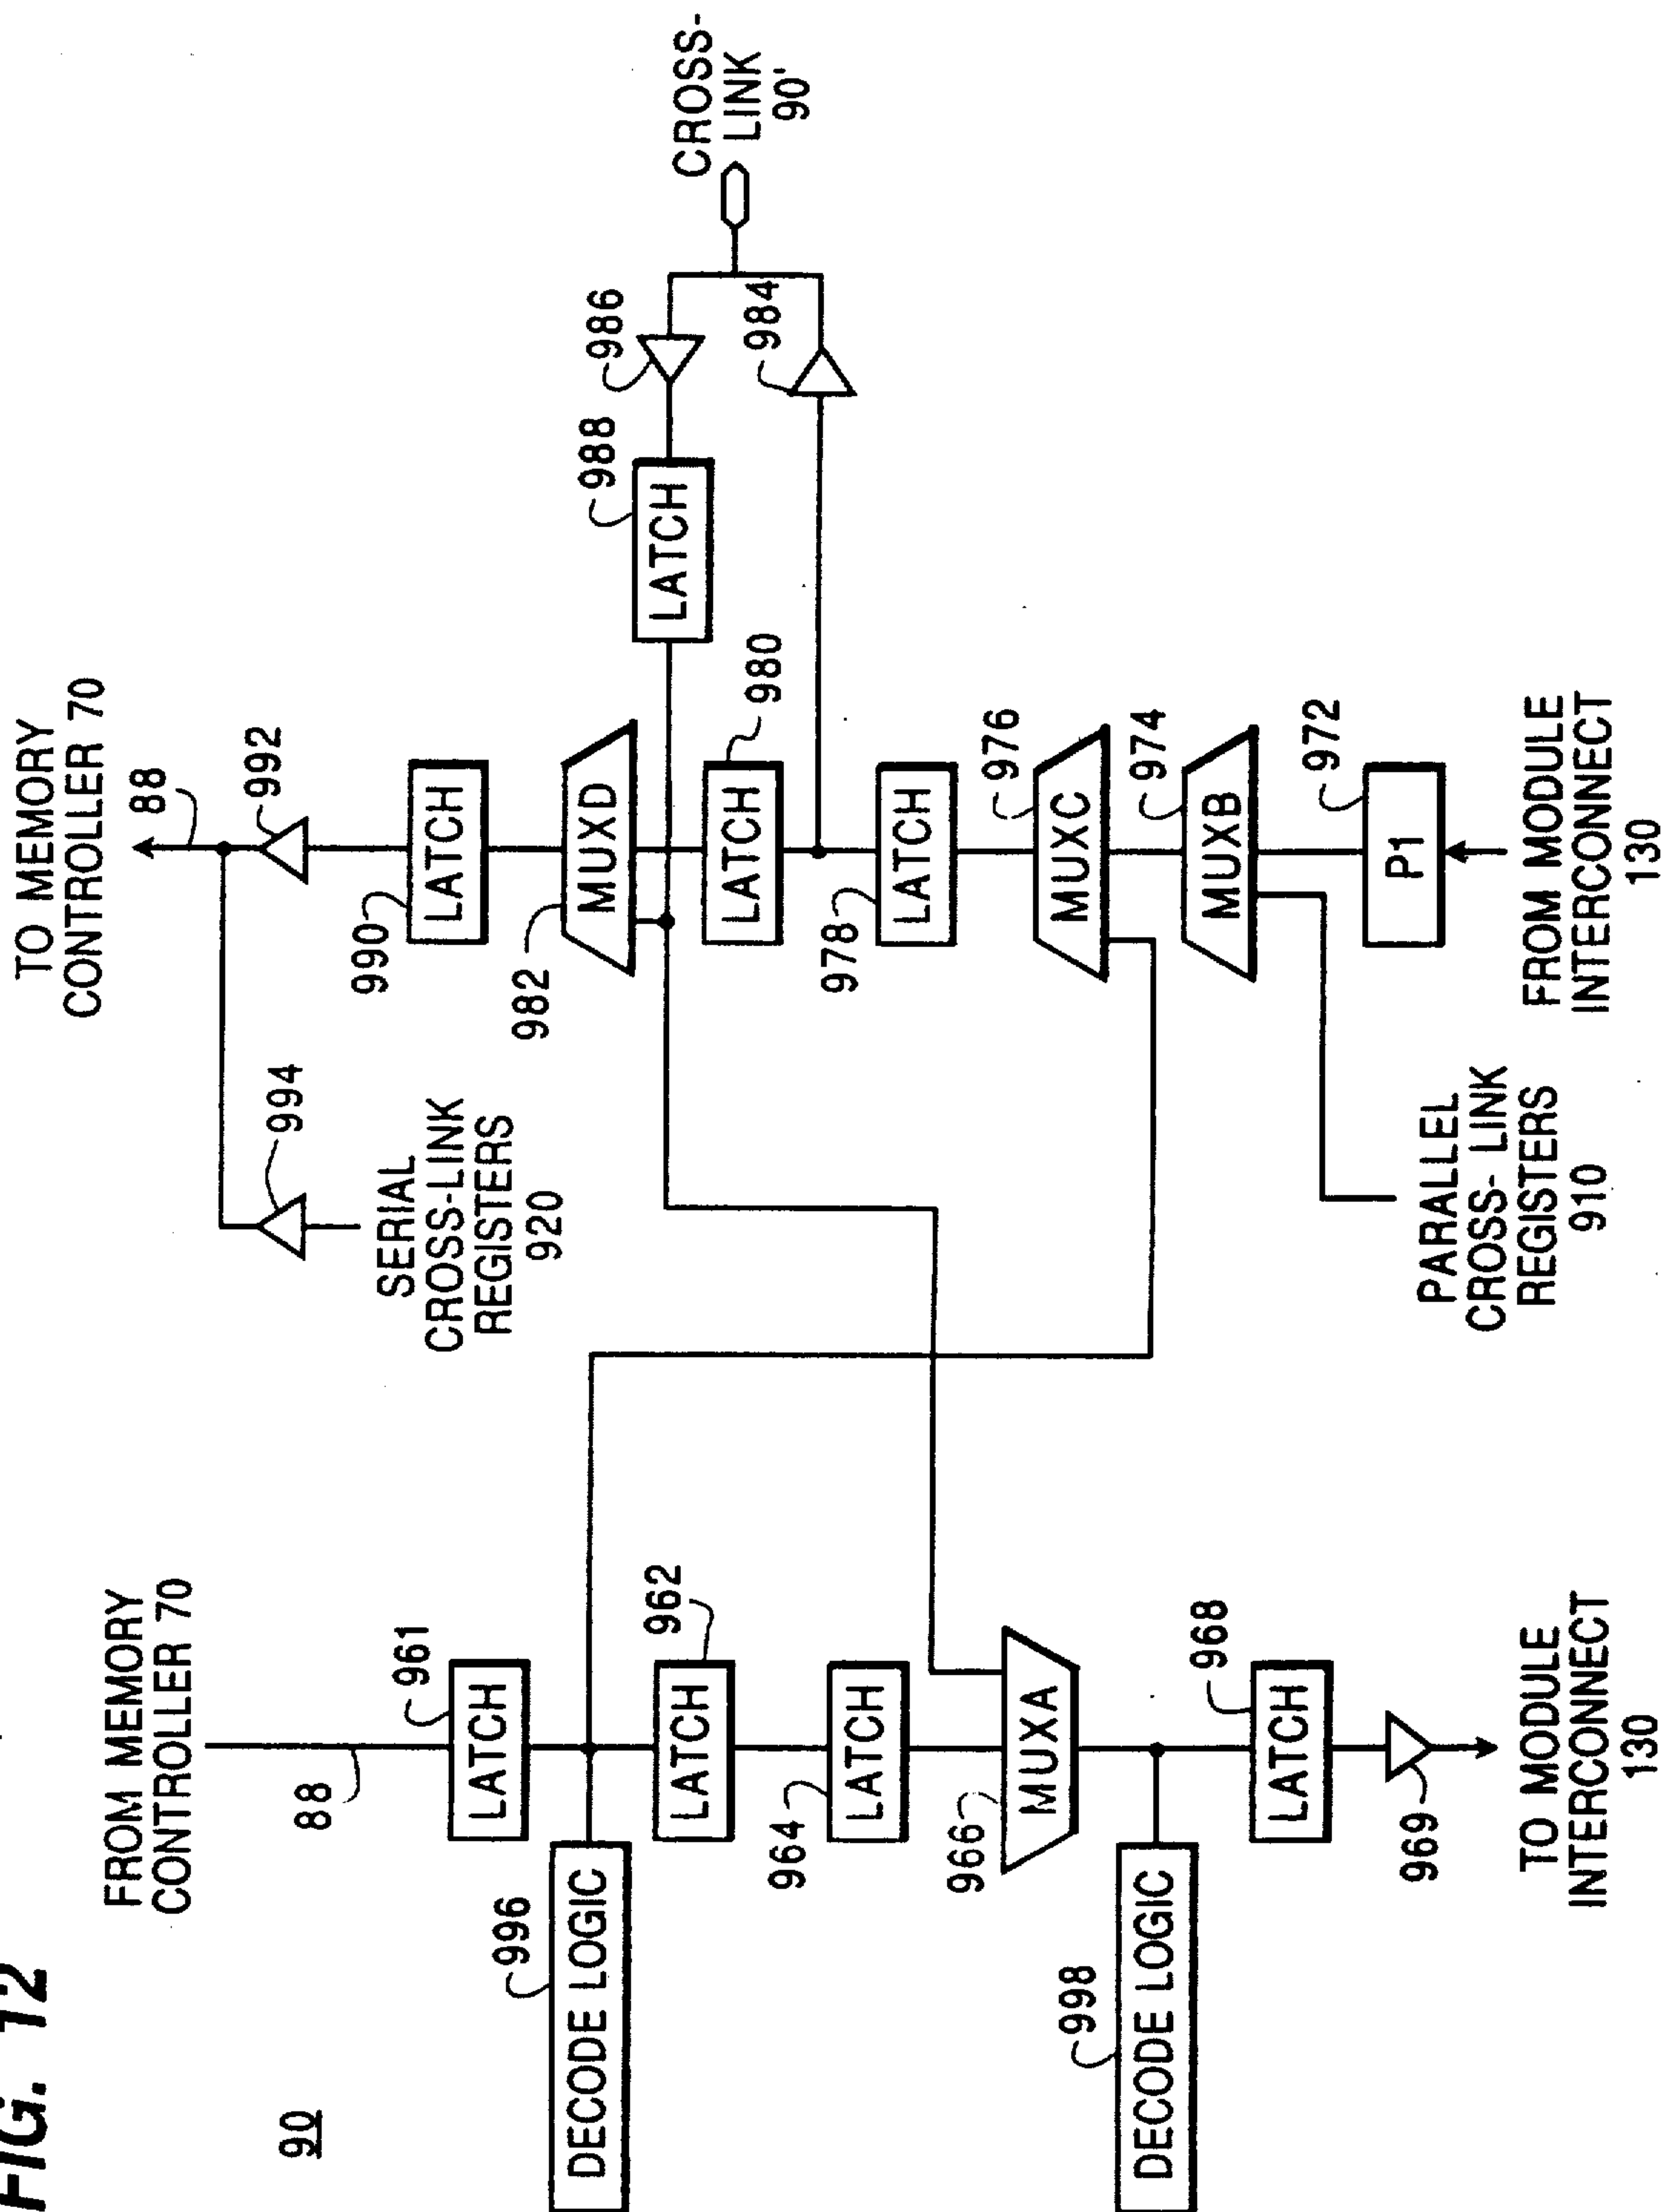 FIG. 12
90
FROM MEMORY
CONTROLLER 70
88
LATCH
961
DECODE LOGIC
996
LATCH
962
LATCH
964
MUXA
966
DECODE LOGIC
998
LATCH
968
969
TO MODULE
INTERCONNECT
130
TO MEMORY
CONTROLLER 70
88
992
994
SERIAL
CROSS-LINK
REGISTERS
920
LATCH
990
MUXD
982
LATCH
980
LATCH
978
MUXC
976
MUXB
974
P1
972
FROM MODULE
INTERCONNECT
130
PARALLEL
CROSS- LINK
REGISTERS
910
LATCH
988
986
984
CROSS-
LINK
90'